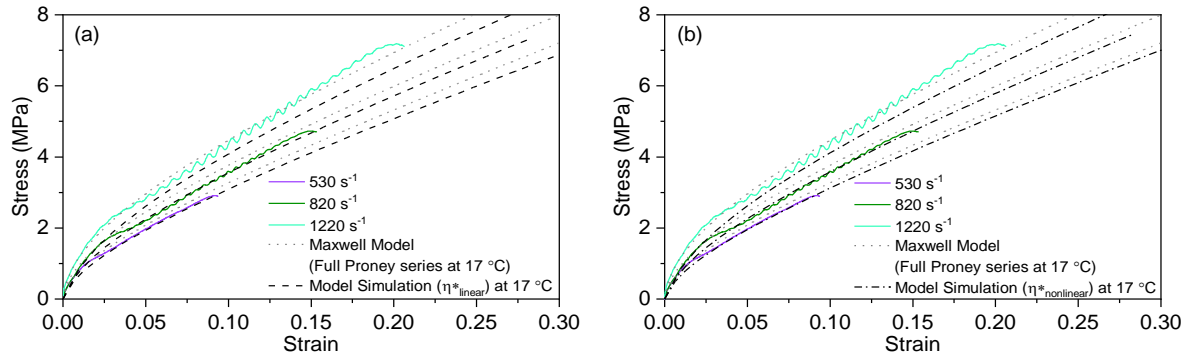 (a)
8
6
4
2
0
Stress (MPa)
530 s-1
820 s-1
1220 s-1
Maxwell Model
(Full Proney series at 17 °C)
Model Simulation (η*linear) at 17 °C
0.00 0.05 0.10 0.15 0.20 0.25 0.30
Strain
(b)
8
6
4
2
0
Stress (MPa)
530 s-1
820 s-1
1220 s-1
Maxwell Model
(Full Proney series at 17 °C)
Model Simulation (η*nonlinear) at 17 °C
0.00 0.05 0.10 0.15 0.20 0.25 0.30
Strain